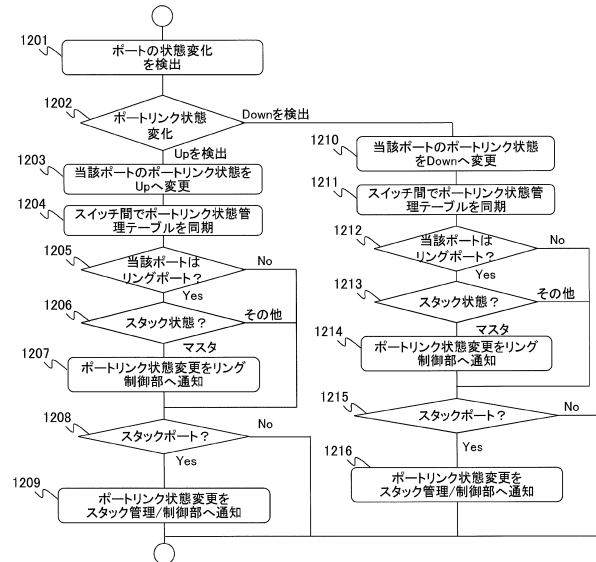 1201
ポートの状態変化
を検出
1202
ポートリンク状態
変化
Downを検出
Upを検出
1203
当該ポートのポートリンク状態を
Upへ変更
1204
スイッチ間でポートリンク状態管
理テーブルを同期
1205
当該ポートは
リングポート?
No
Yes
1206
スタック状態?
その他
マスタ
1207
ポートリンク状態変更をリング
制御部へ通知
1208
スタックポート?
No
Yes
1209
ポートリンク状態変更を
スタック管理/制御部へ通知
1210
当該ポートのポートリンク状態
をDownへ変更
1211
スイッチ間でポートリンク状態管
理テーブルを同期
1212
当該ポートは
リングポート?
No
Yes
1213
スタック状態?
その他
マスタ
1214
ポートリンク状態変更をリング
制御部へ通知
1215
スタックポート?
No
Yes
1216
ポートリンク状態変更を
スタック管理/制御部へ通知